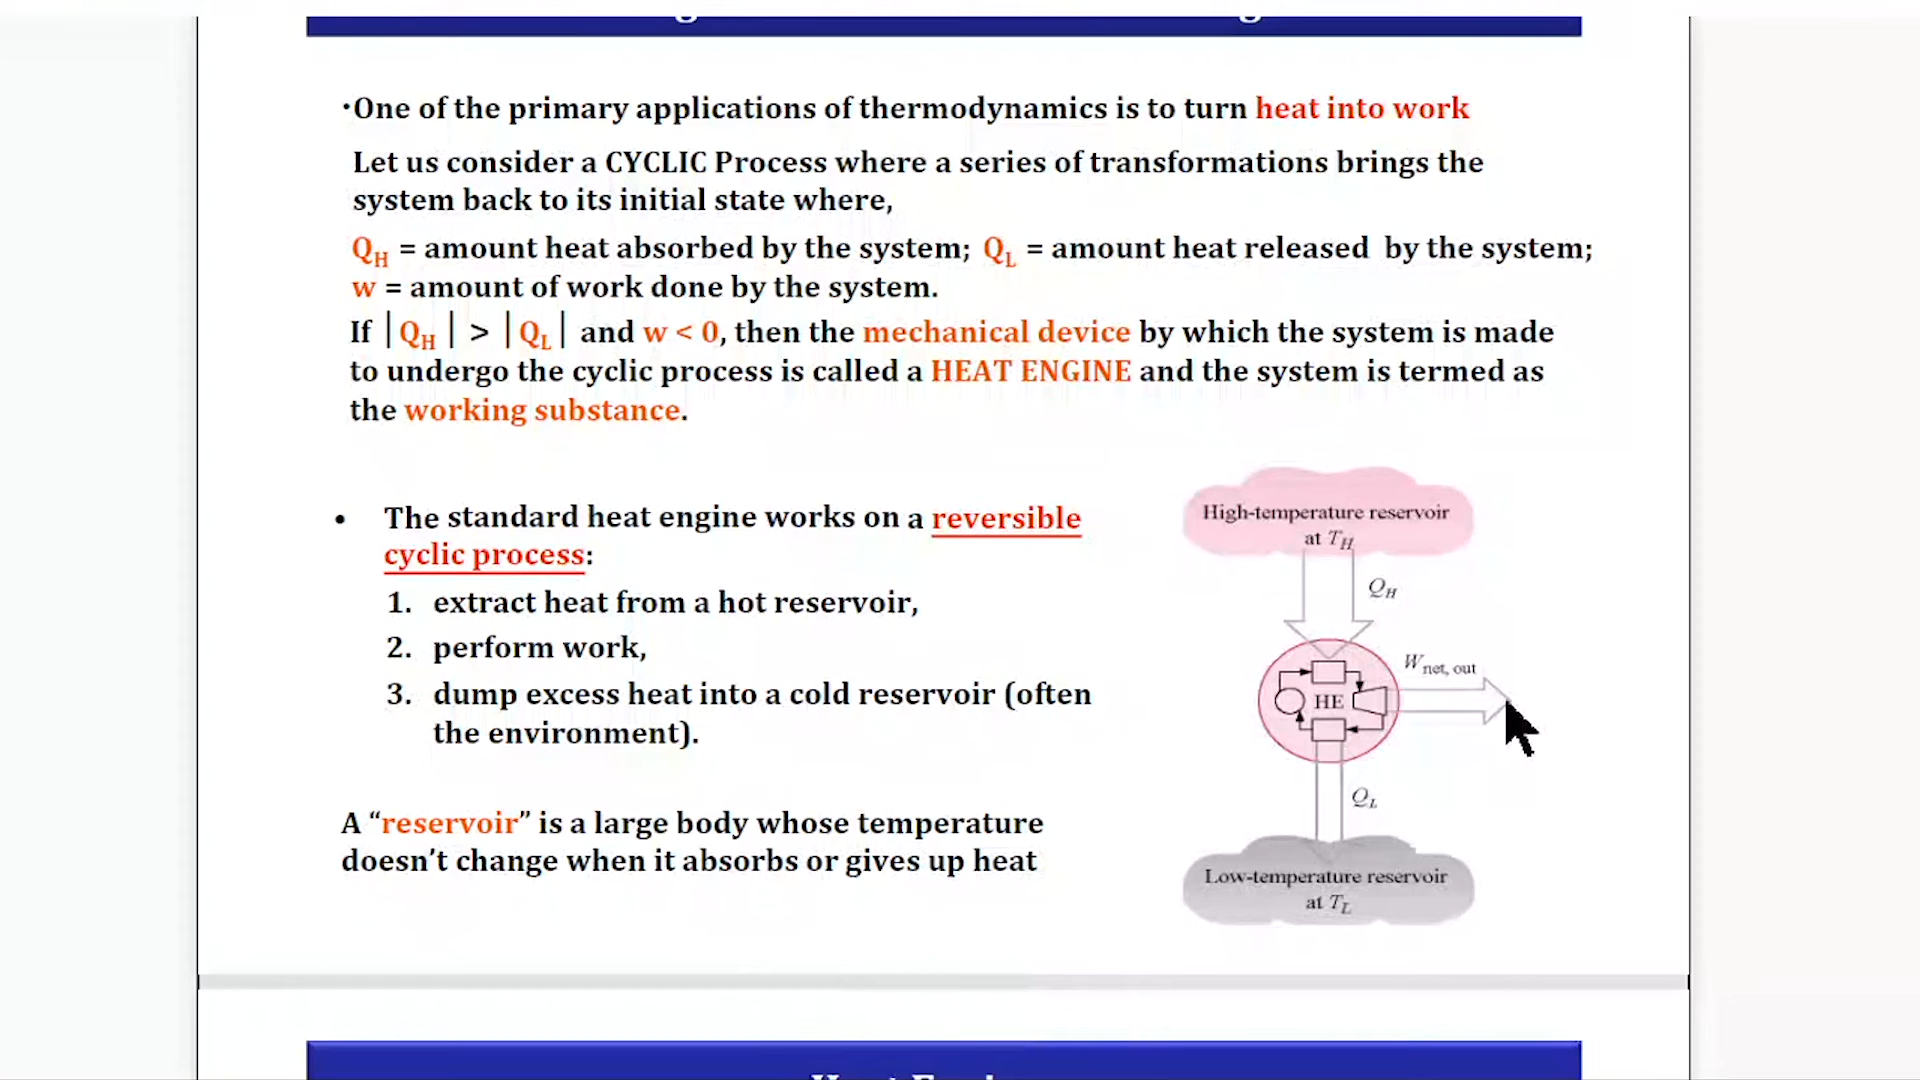 ·One of the primary applications of thermodynamics is to turn heat into work
Let us consider a CYCLIC Process where a series of transformations brings the
system back to its initial state where,
QH = amount heat absorbed by the system; QL = amount heat released by the system;
w = amount of work done by the system.
If |QH| > |QL| and w < 0, then the mechanical device by which the system is made
to undergo the cyclic process is called a HEAT ENGINE and the system is termed as
the working substance.
• The standard heat engine works on a reversible
cyclic process:
1. extract heat from a hot reservoir,
2. perform work,
3. dump excess heat into a cold reservoir (often
the environment).
A “reservoir” is a large body whose temperature
doesn’t change when it absorbs or gives up heat
High-temperature reservoir
at TH
QH
Wnet, out
HE
QL
Low-temperature reservoir
at TL